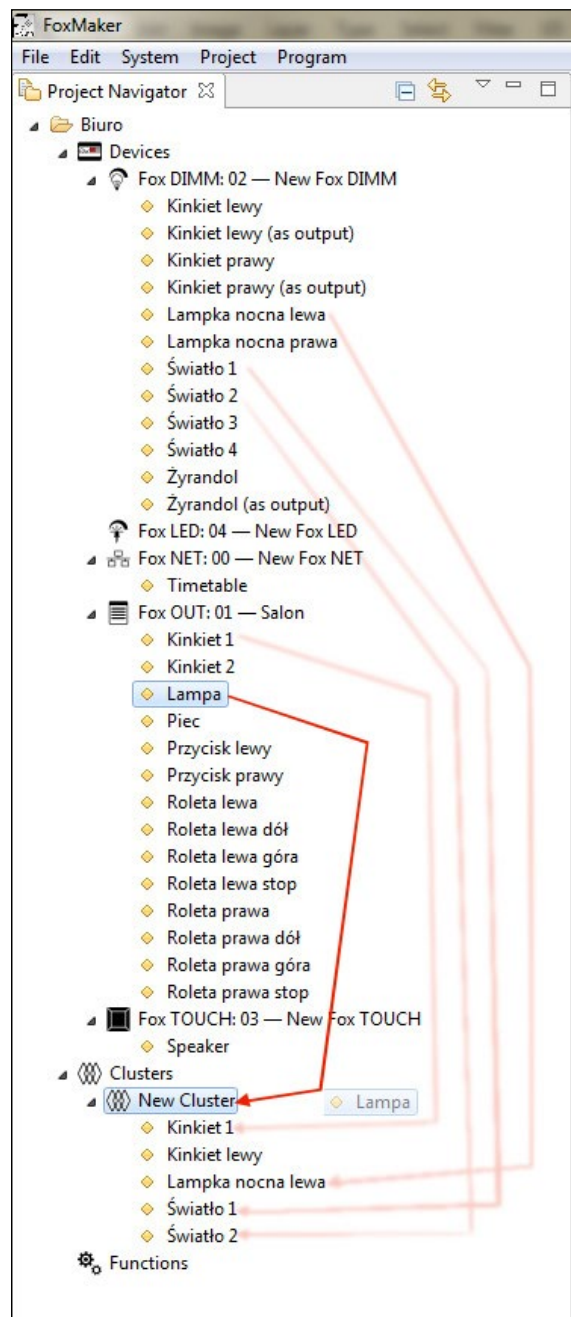 FoxMaker
File Edit System Project Program
Project Navigator
Biuro
Devices
Fox DIMM: 02 — New Fox DIMM
Kinkiet lewy
Kinkiet lewy (as output)
Kinkiet prawy
Kinkiet prawy (as output)
Lampka nocna lewa
Lampka nocna prawa
Światło 1
Światło 2
Światło 3
Światło 4
Żyrandol
Żyrandol (as output)
Fox LED: 04 — New Fox LED
Fox NET: 00 — New Fox NET
Timetable
Fox OUT: 01 — Salon
Kinkiet 1
Kinkiet 2
Lampa
Piec
Przycisk lewy
Przycisk prawy
Roleta lewa
Roleta lewa dół
Roleta lewa góra
Roleta lewa stop
Roleta prawa
Roleta prawa dół
Roleta prawa góra
Roleta prawa stop
Fox TOUCH: 03 — New Fox TOUCH
Speaker
Clusters
New Cluster Lampa
Kinkiet 1
Kinkiet lewy
Lampka nocna lewa
Światło 1
Światło 2
Functions